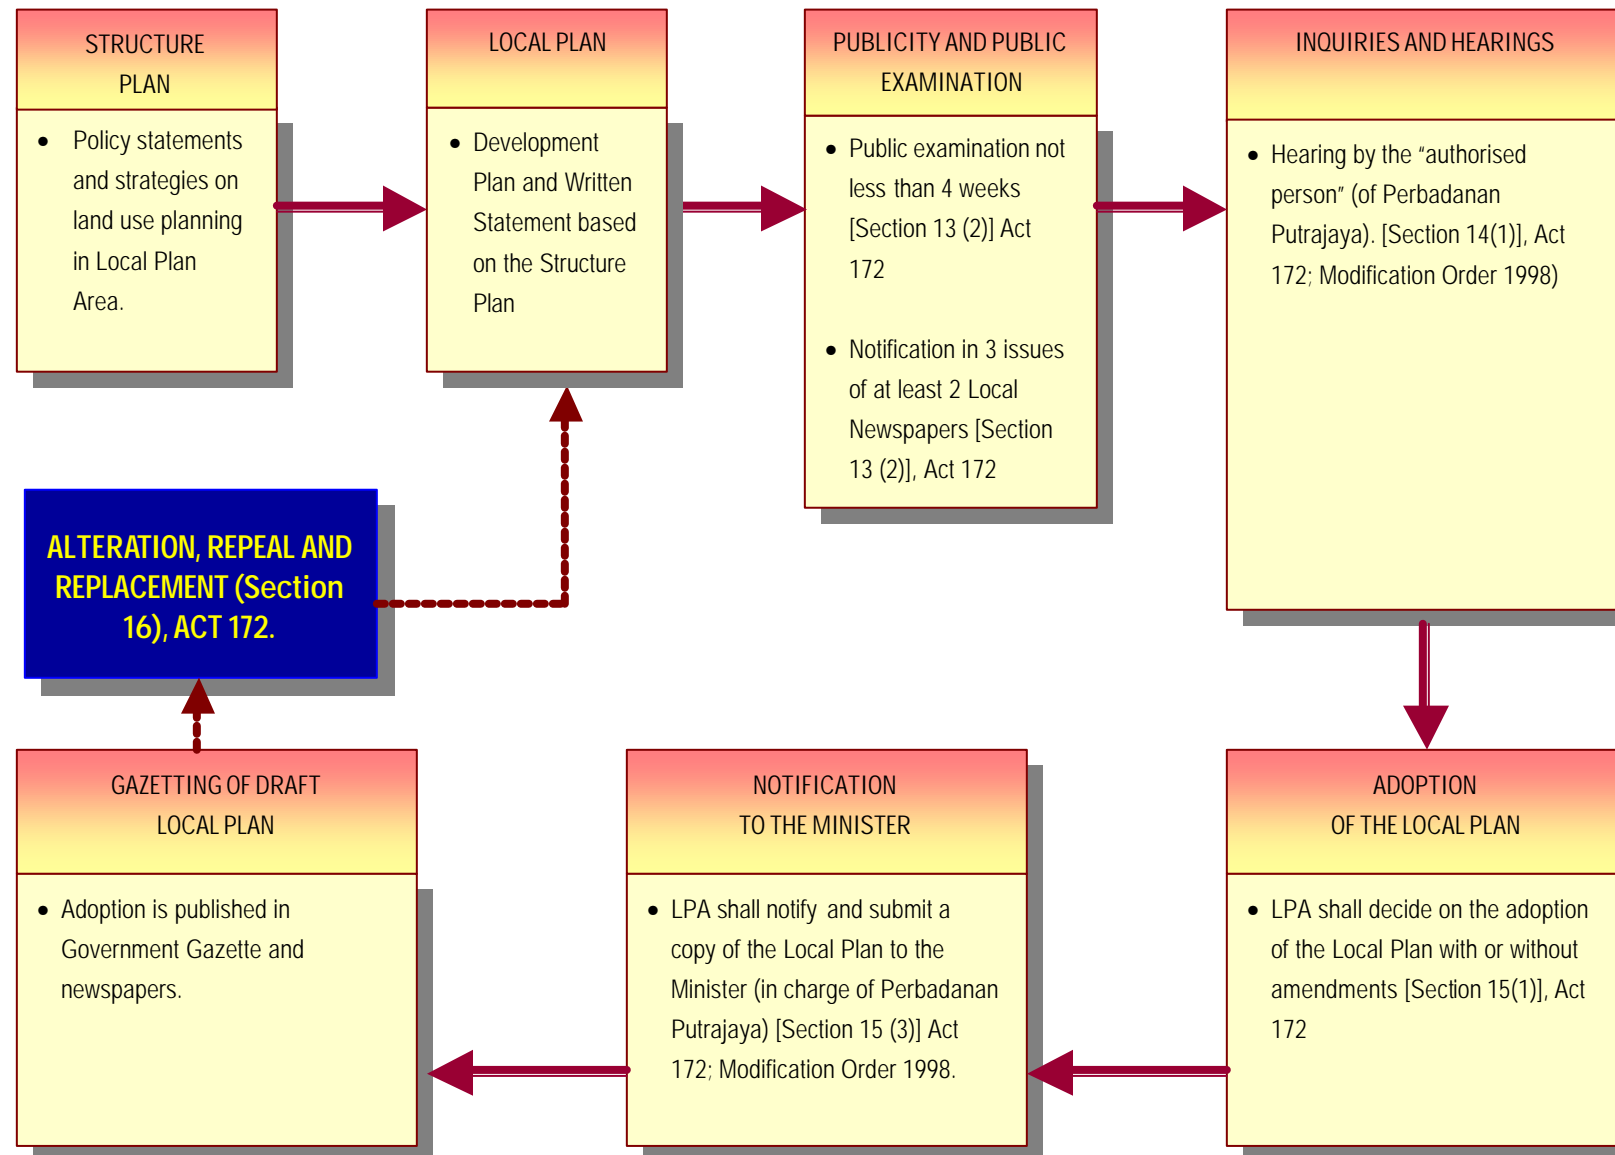 STRUCTURE
PLAN
• Policy statements
and strategies on
land use planning
in Local Plan
Area.
LOCAL PLAN
• Development
Plan and Written
Statement based
on the Structure
Plan
PUBLICITY AND PUBLIC
EXAMINATION
• Public examination not
less than 4 weeks
[Section 13 (2)] Act
172
• Notification in 3 issues
of at least 2 Local
Newspapers [Section
13 (2)], Act 172
INQUIRIES AND HEARINGS
• Hearing by the “authorised
person” (of Perbadanan
Putrajaya). [Section 14(1)], Act
172; Modification Order 1998)
ALTERATION, REPEAL AND
REPLACEMENT (Section
16), ACT 172.
GAZETTING OF DRAFT
LOCAL PLAN
• Adoption is published in
Government Gazette and
newspapers.
NOTIFICATION
TO THE MINISTER
• LPA shall notify and submit a
copy of the Local Plan to the
Minister (in charge of Perbadanan
Putrajaya) [Section 15 (3)] Act
172; Modification Order 1998.
ADOPTION
OF THE LOCAL PLAN
• LPA shall decide on the adoption
of the Local Plan with or without
amendments [Section 15(1)], Act
172